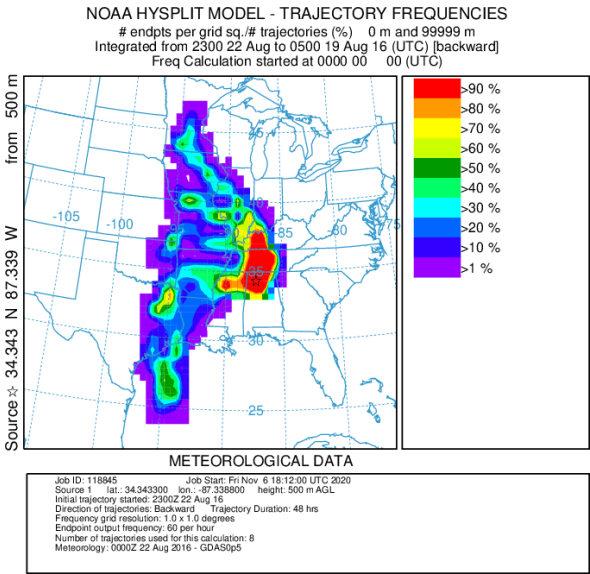 NOAA HYSPLIT MODEL - TRAJECTORY FREQUENCIES
# endpts per grid sq./# trajectories (%) 0 m and 99999 m
Integrated from 2300 22 Aug to 0500 19 Aug 16 (UTC) [backward]
Freq Calculation started at 0000 00 00 (UTC)
Source ☆ 34.343 N 87.339 W from 500 m
>90 %
>80 %
>70 %
>60 %
>50 %
>40 %
>30 %
>20 %
>10 %
>1 %
45
40
-105
-100
-85
-80
-75
35
30
25
METEOROLOGICAL DATA
Job ID: 118845 Job Start: Fri Nov 6 18:12:00 UTC 2020
Source 1 lat.: 34.343300 lon.: -87.338800 height: 500 m AGL
Initial trajectory started: 2300Z 22 Aug 16
Direction of trajectories: Backward Trajectory Duration: 48 hrs
Frequency grid resolution: 1.0 x 1.0 degrees
Endpoint output frequency: 60 per hour
Number of trajectories used for this calculation: 8
Meteorology: 0000Z 22 Aug 2016 - GDAS0p5